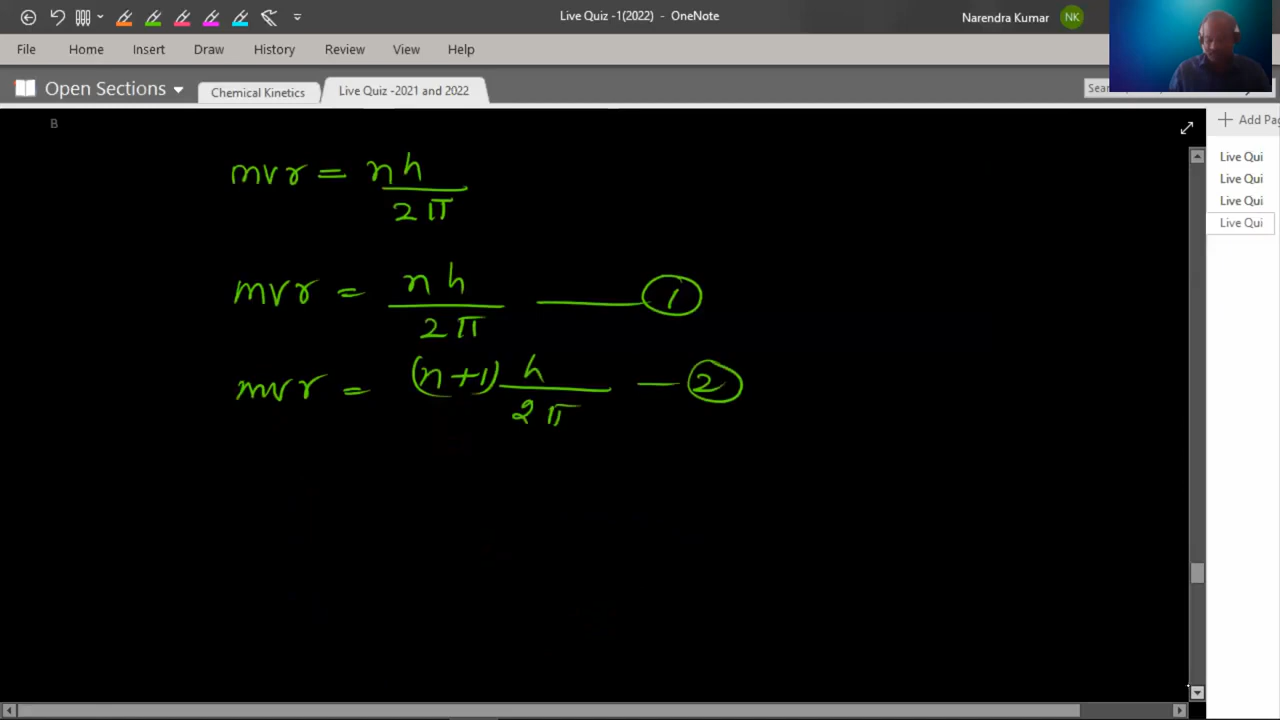 Live Quiz -1(2022) - OneNote
Narendra Kumar NK
File Home Insert Draw History Review View Help
Open Sections Chemical Kinetics Live Quiz -2021 and 2022
Sear
B
Add Pag
mvr = nh/2π
Live Qui
Live Qui
Live Qui
Live Qui
mvr = nh/2π —— ①
mvr = (n+1) h/2π — ②